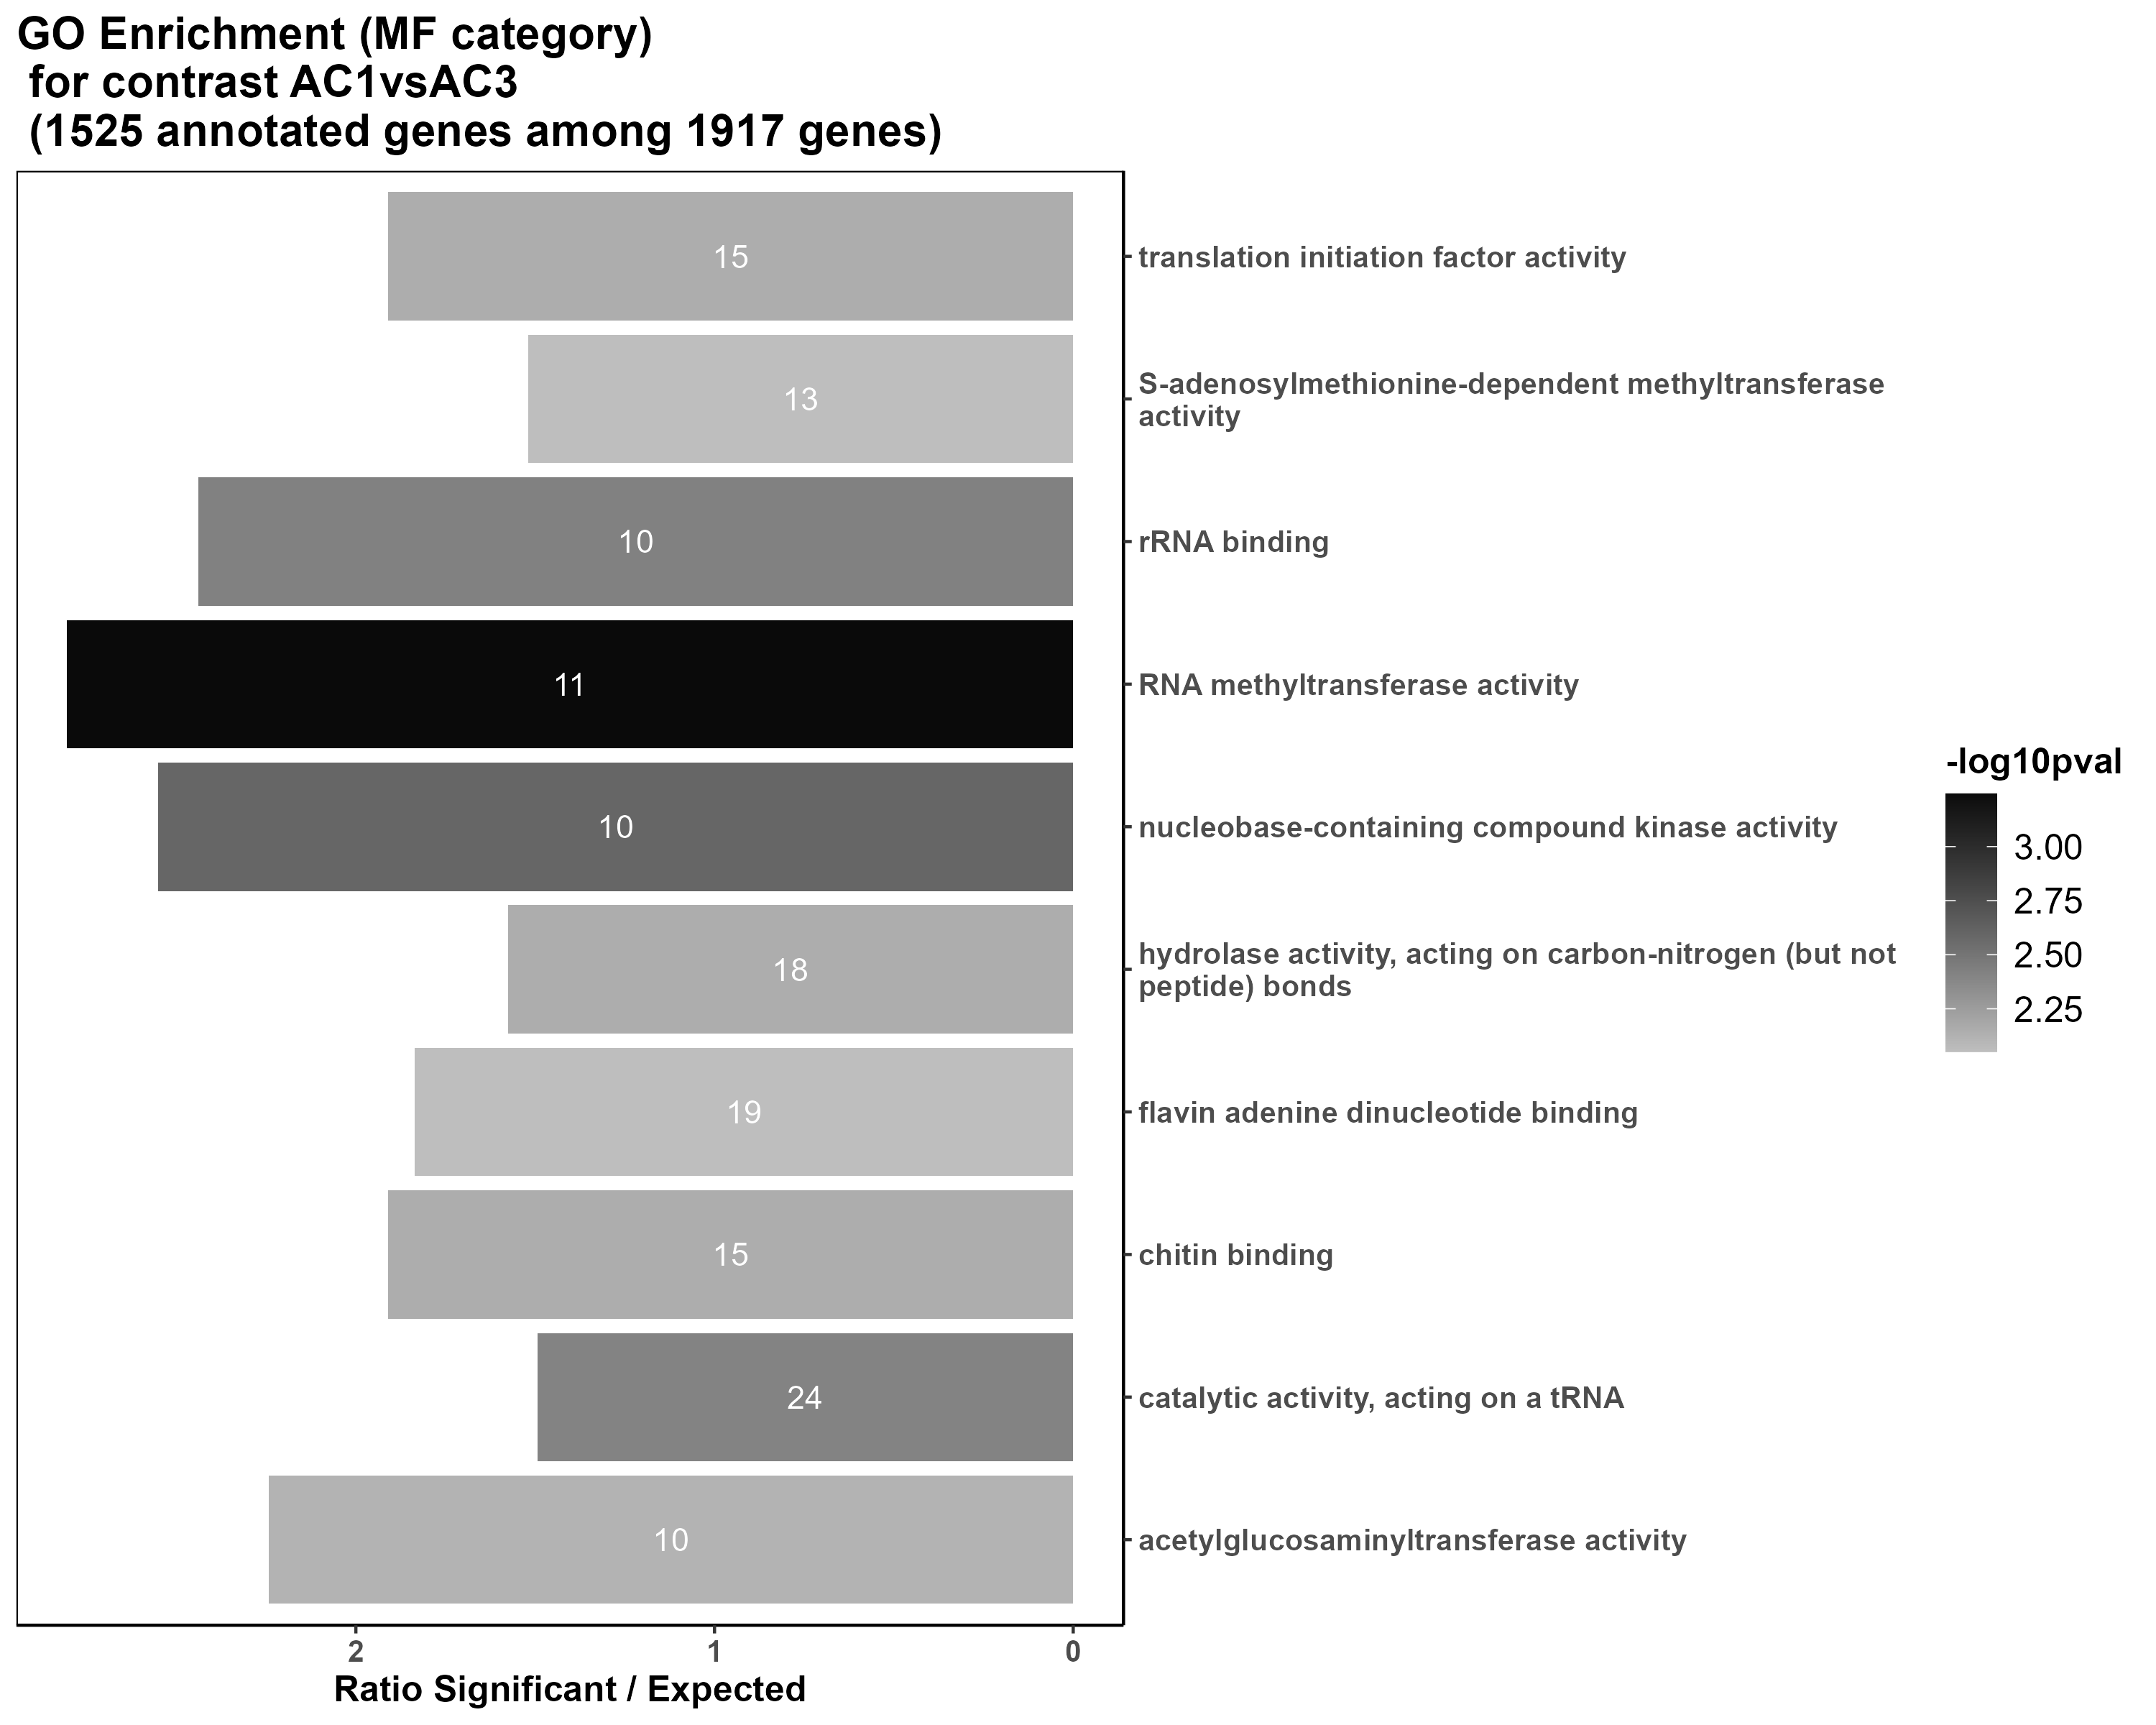 GO Enrichment (MF category)
for contrast AC1vsAC3
(1525 annotated genes among 1917 genes)
15
translation initiation factor activity
13
S-adenosylmethionine-dependent methyltransferase
activity
10
rRNA binding
11
RNA methyltransferase activity
10
nucleobase-containing compound kinase activity
18
hydrolase activity, acting on carbon-nitrogen (but not
peptide) bonds
19
flavin adenine dinucleotide binding
15
chitin binding
24
catalytic activity, acting on a tRNA
10
acetylglucosaminyltransferase activity
2 1 0
Ratio Significant / Expected
-log10pval
3.00
2.75
2.50
2.25